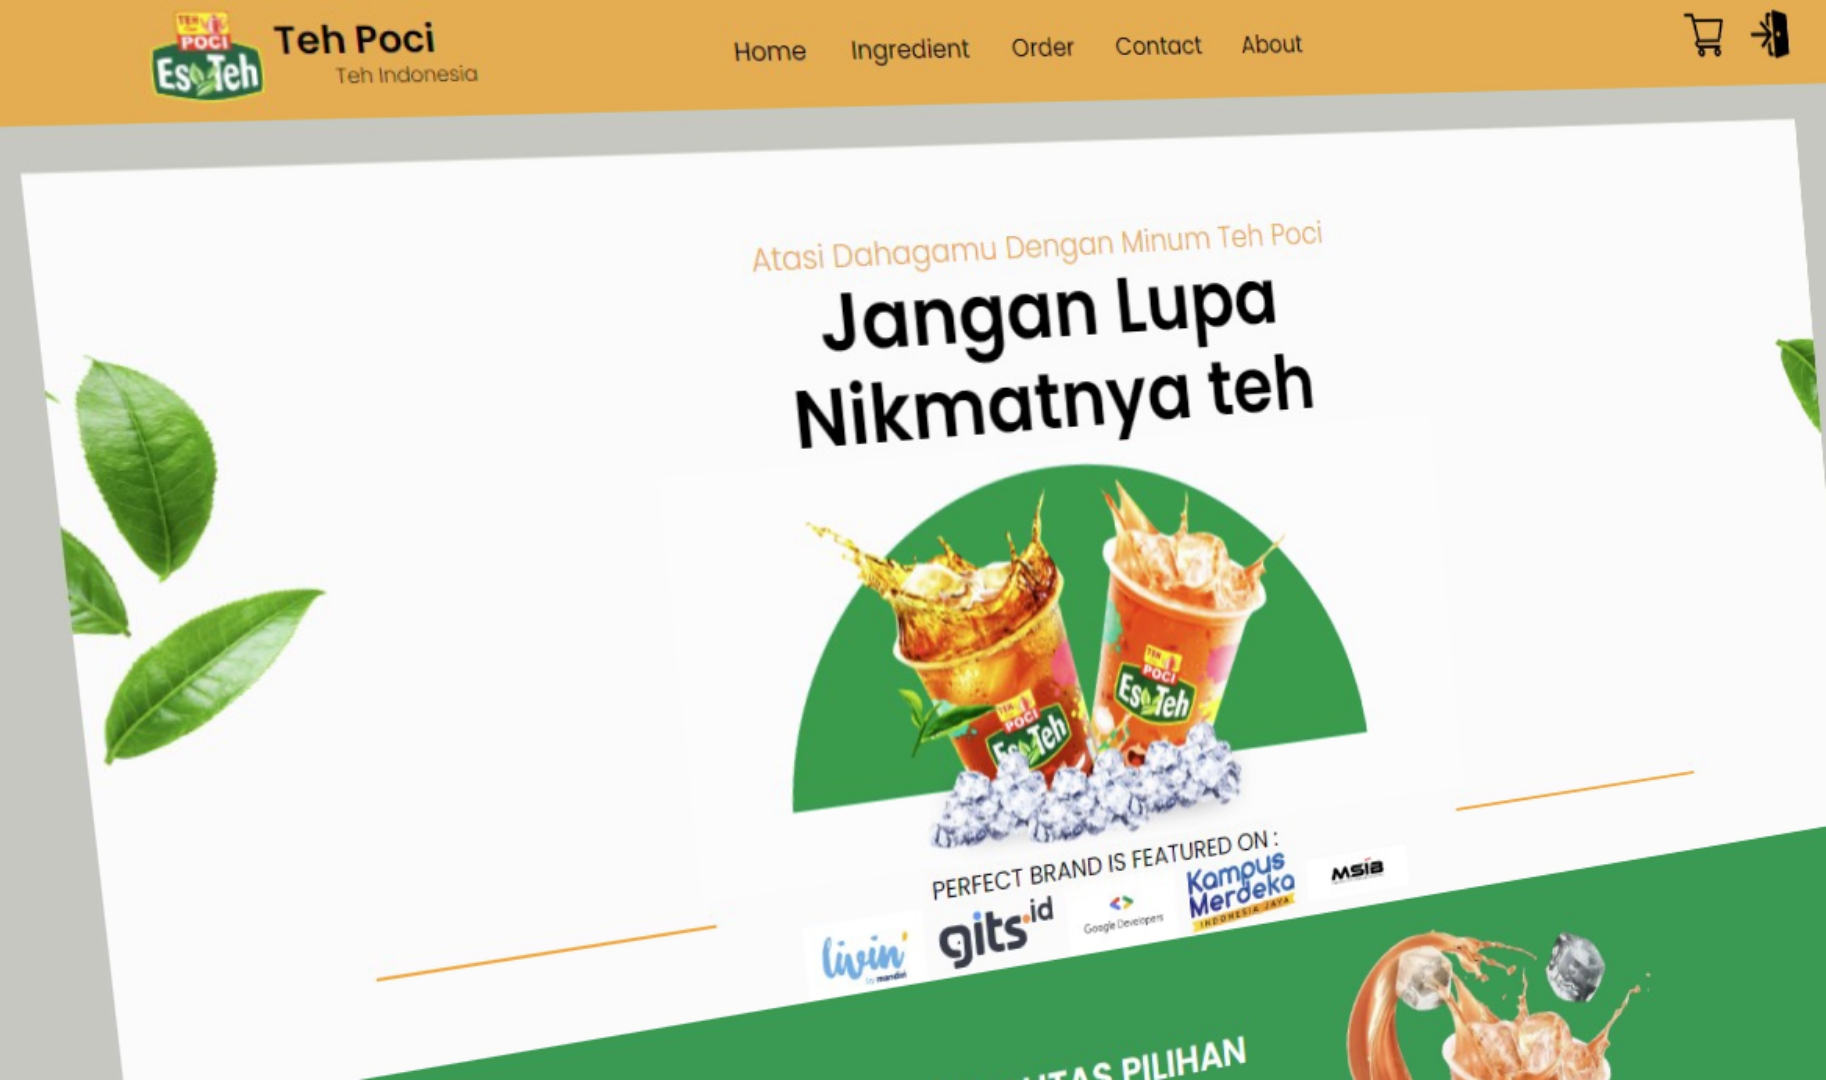 TEH
POCI
Es Teh
Teh Poci
Teh Indonesia
Home Ingredient Order Contact About
Atasi Dahagamu Dengan Minum Teh Poci
Jangan Lupa
Nikmatnya teh
TEH
POCI
Es Teh
TEH
POCI
Es Teh
PERFECT BRAND IS FEATURED ON :
livin'
by mandiri
gits.id
Google Developers
Kampus
Merdeka
INDONESIA JAYA
MSIB
PILIHAN